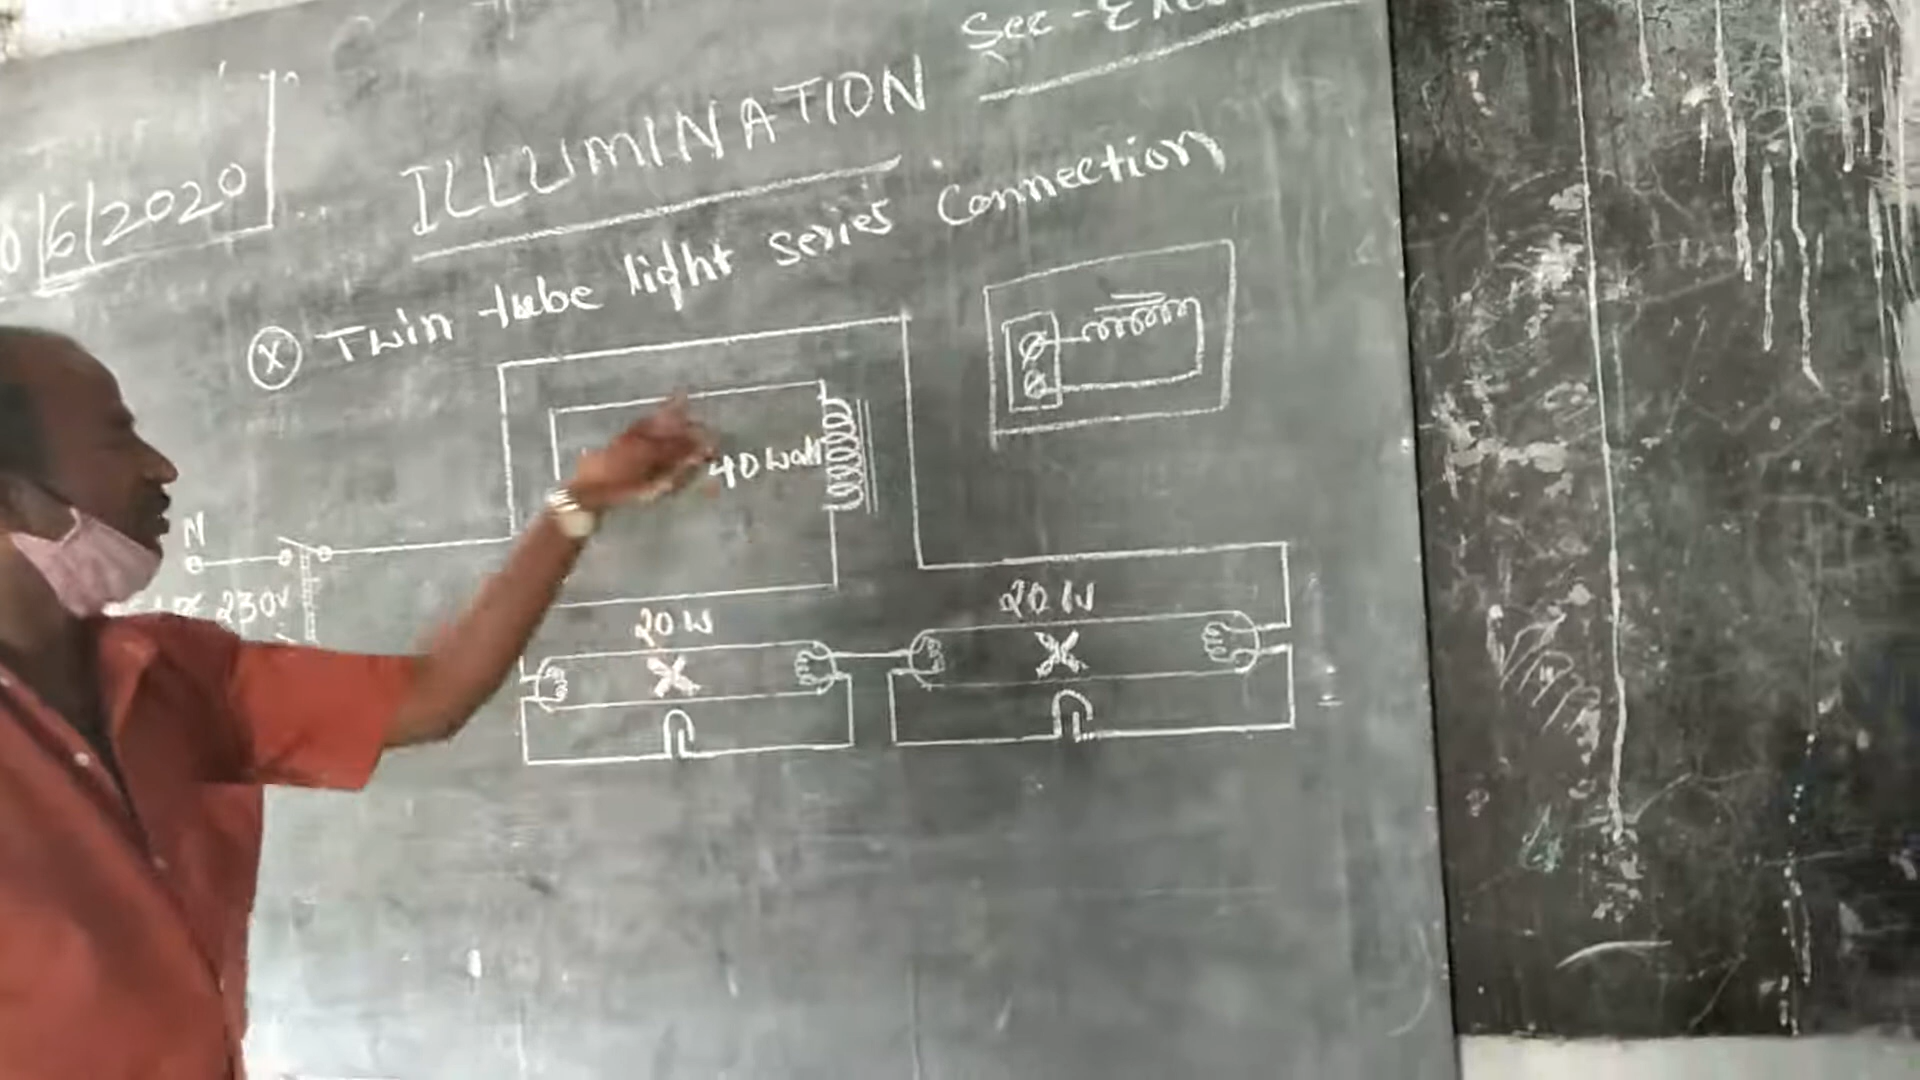 Sec -
0/6/2020
ILLUMINATION
(X) Twin tube light series connection
40 watt
N
230v
20 W
20 W